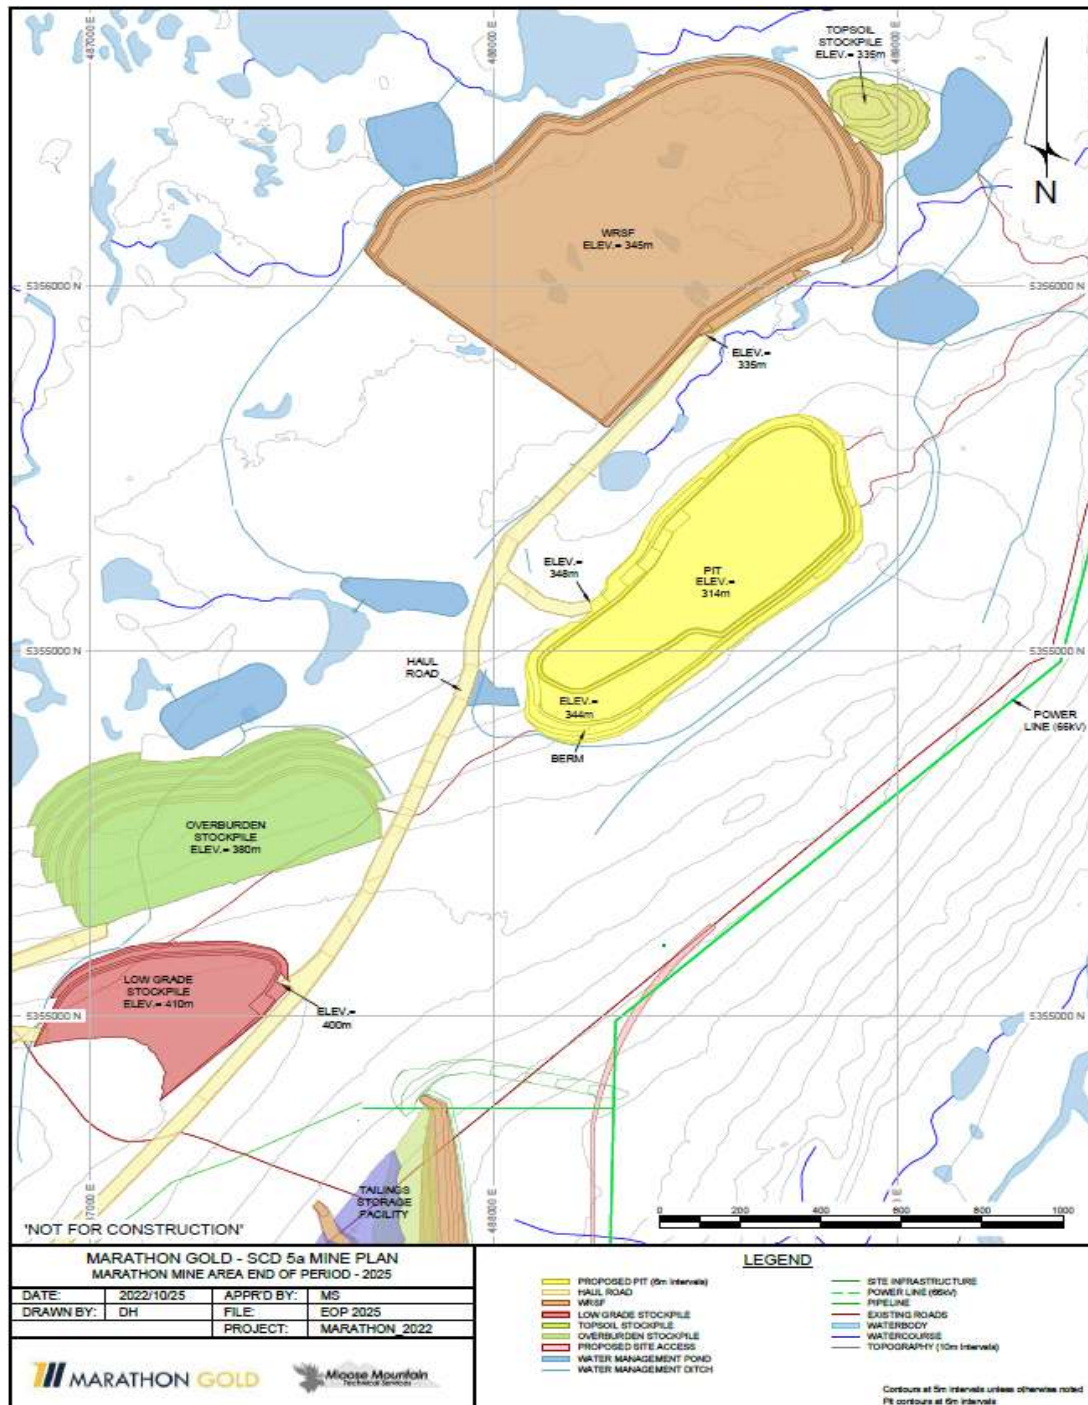 487000 E
488000 E
489000 E
TOPSOIL
STOCKPILE
ELEV.= 335m
N
WRSF
ELEV.= 345m
5356000 N
5356000 N
ELEV.=
335m
ELEV.=
348m
PIT
ELEV.=
314m
5355000 N
5355000 N
HAUL
ROAD
ELEV.=
344m
BERM
POWER
LINE (66kV)
OVERBURDEN
STOCKPILE
ELEV.= 380m
LOW GRADE
STOCKPILE
ELEV.= 410m
ELEV.=
400m
5355000 N
5355000 N
TAILINGS
STORAGE
FACILITY
488000 E
0 200 400 600 800 1000
'NOT FOR CONSTRUCTION'
MARATHON GOLD - SCD 5a MINE PLAN
MARATHON MINE AREA END OF PERIOD - 2025
DATE: 2022/10/25 APPR'D BY: MS
DRAWN BY: DH FILE: EOP 2025
PROJECT: MARATHON_2022
MARATHON GOLD
Moose Mountain
Technical Services
LEGEND
PROPOSED PIT (6m intervals)
HAUL ROAD
WRSF
LOW GRADE STOCKPILE
TOPSOIL STOCKPILE
OVERBURDEN STOCKPILE
PROPOSED SITE ACCESS
WATER MANAGEMENT POND
WATER MANAGEMENT DITCH
SITE INFRASTRUCTURE
POWER LINE (66kV)
PIPELINE
EXISTING ROADS
WATERBODY
WATERCOURSE
TOPOGRAPHY (10m intervals)
Contours at 5m intervals unless otherwise noted
Pit contours at 6m intervals